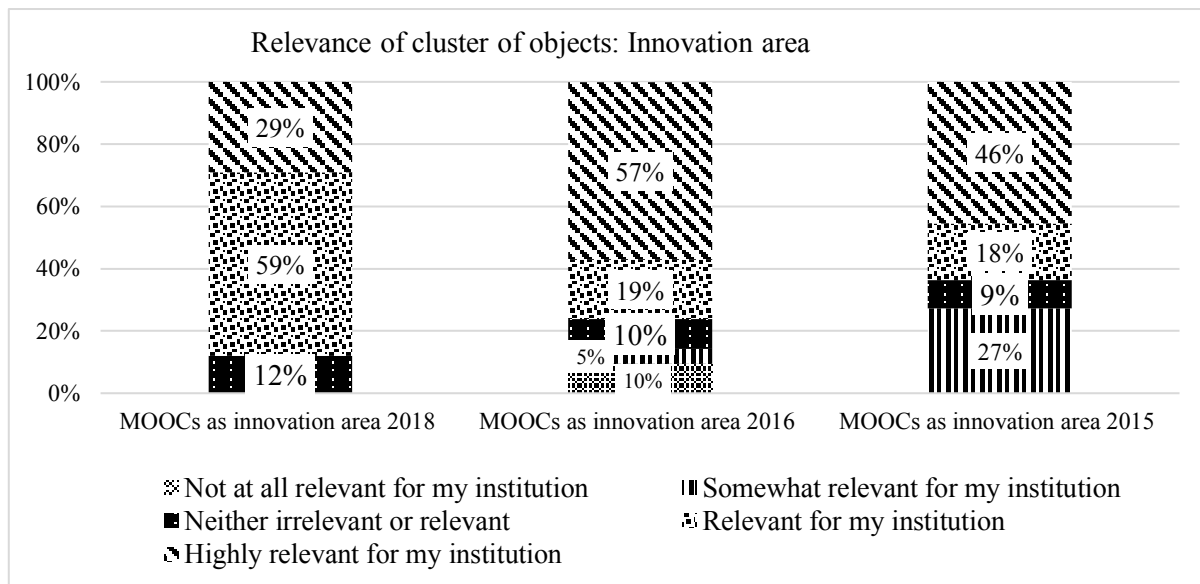 Relevance of cluster of objects: Innovation area
100%
80%
60%
40%
20%
0%
29%
59%
12%
57%
19%
10%
5%
10%
46%
18%
9%
27%
MOOCs as innovation area 2018
MOOCs as innovation area 2016
MOOCs as innovation area 2015
Not at all relevant for my institution
Somewhat relevant for my institution
Neither irrelevant or relevant
Relevant for my institution
Highly relevant for my institution